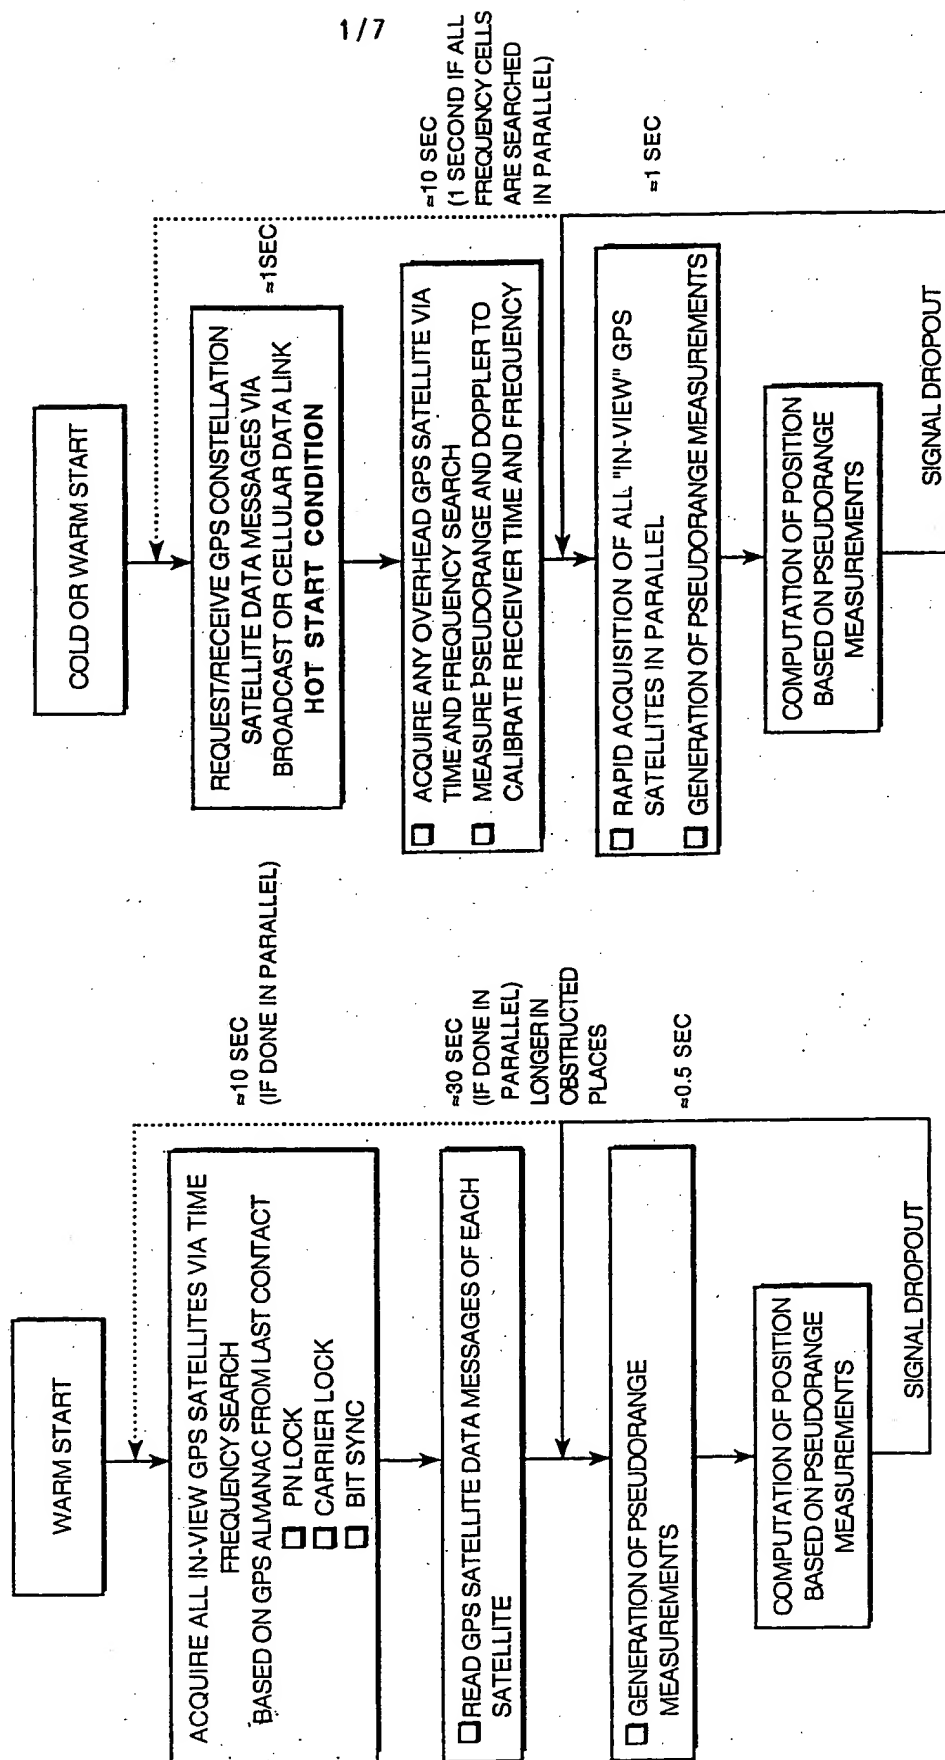 1/7
WARM START
ACQUIRE ALL IN-VIEW GPS SATELLITES VIA TIME
FREQUENCY SEARCH
BASED ON GPS ALMANAC FROM LAST CONTACT
PN LOCK
CARRIER LOCK
BIT SYNC
≈10 SEC
(IF DONE IN PARALLEL)
READ GPS SATELLITE DATA MESSAGES OF EACH
SATELLITE
≈30 SEC
(IF DONE IN
PARALLEL)
LONGER IN
OBSTRUCTED
PLACES
GENERATION OF PSEUDORANGE
MEASUREMENTS
≈0.5 SEC
COMPUTATION OF POSITION
BASED ON PSEUDORANGE
MEASUREMENTS
SIGNAL DROPOUT
COLD OR WARM START
REQUEST/RECEIVE GPS CONSTELLATION
SATELLITE DATA MESSAGES VIA
BROADCAST OR CELLULAR DATA LINK
HOT START CONDITION
≈1SEC
ACQUIRE ANY OVERHEAD GPS SATELLITE VIA
TIME AND FREQUENCY SEARCH
MEASURE PSEUDORANGE AND DOPPLER TO
CALIBRATE RECEIVER TIME AND FREQUENCY
≈10 SEC
(1 SECOND IF ALL
FREQUENCY CELLS
ARE SEARCHED
IN PARALLEL)
RAPID ACQUISITION OF ALL "IN-VIEW" GPS
SATELLITES IN PARALLEL
GENERATION OF PSEUDORANGE MEASUREMENTS
≈1 SEC
COMPUTATION OF POSITION
BASED ON PSEUDORANGE
MEASUREMENTS
SIGNAL DROPOUT